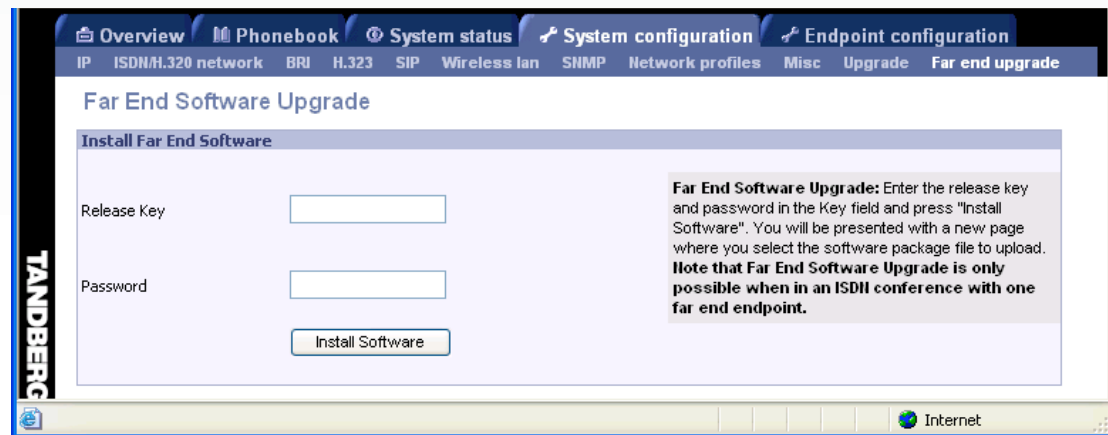 Overview Phonebook System status System configuration Endpoint configuration
IP ISDN/H.320 network BRI H.323 SIP Wireless lan SNMP Network profiles Misc Upgrade Far end upgrade
Far End Software Upgrade
Install Far End Software
Release Key
Password
Install Software
Far End Software Upgrade: Enter the release key
and password in the Key field and press "Install
Software". You will be presented with a new page
where you select the software package file to upload.
Note that Far End Software Upgrade is only
possible when in an ISDN conference with one
far end endpoint.
TANDBERG
Internet